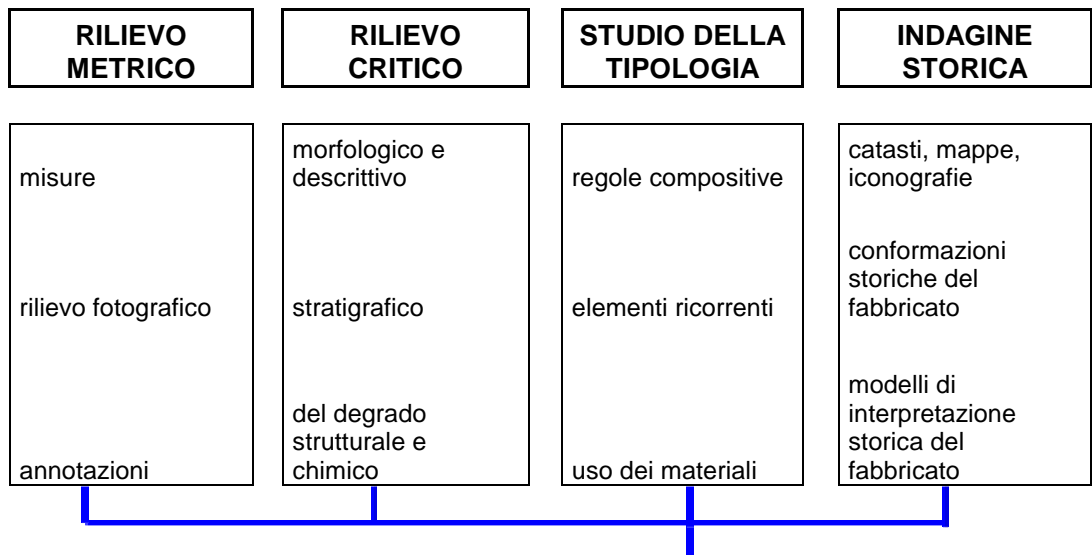 RILIEVO
METRICO
misure
rilievo fotografico
annotazioni
RILIEVO
CRITICO
morfologico e
descrittivo
stratigrafico
del degrado
strutturale e
chimico
STUDIO DELLA
TIPOLOGIA
regole compositive
elementi ricorrenti
uso dei materiali
INDAGINE
STORICA
catasti, mappe,
iconografie
conformazioni
storiche del
fabbricato
modelli di
interpretazione
storica del
fabbricato